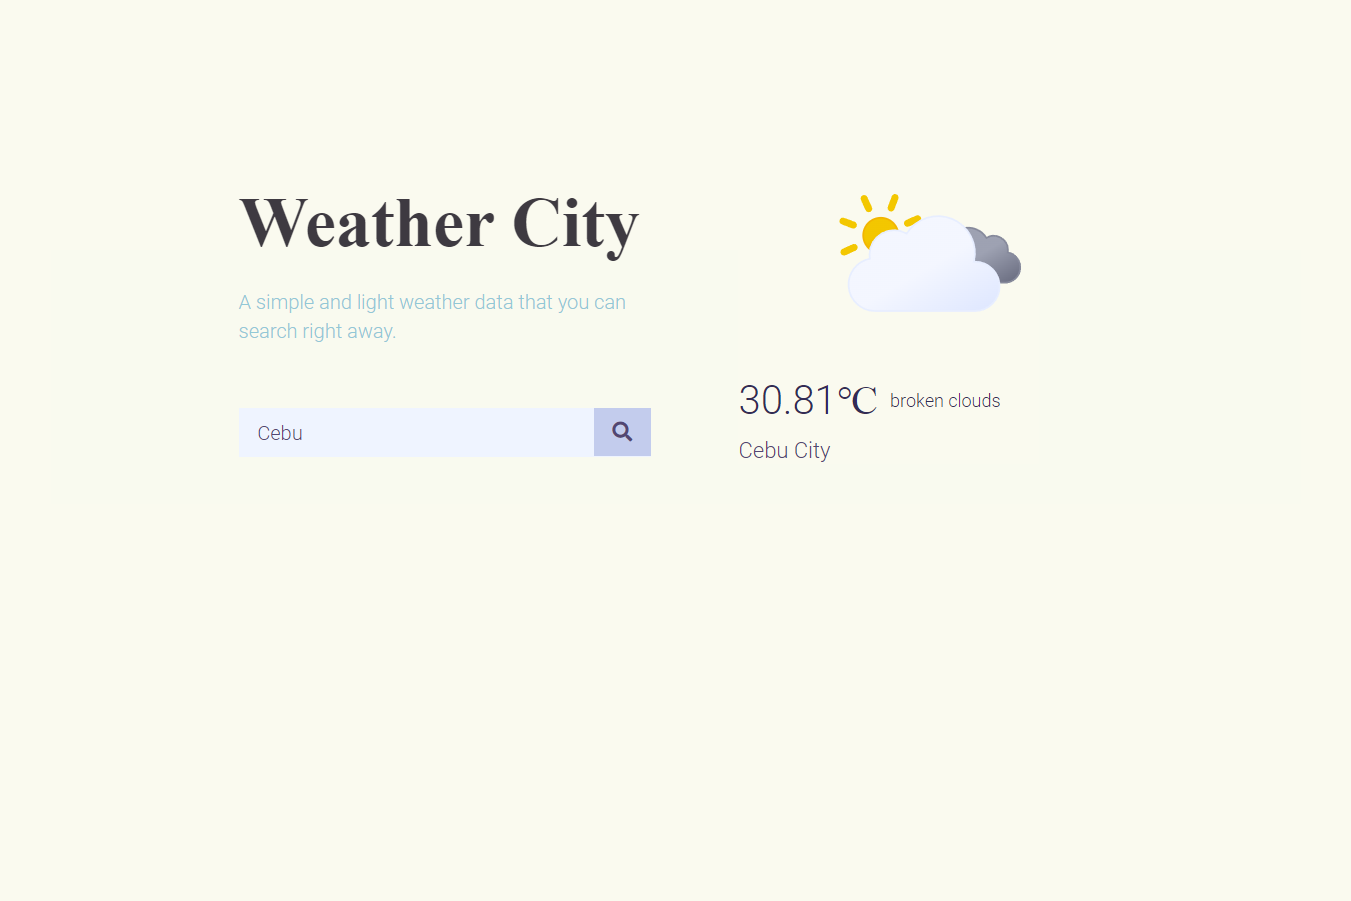 Weather City
A simple and light weather data that you can
search right away.
Cebu
30.81℃ broken clouds
Cebu City